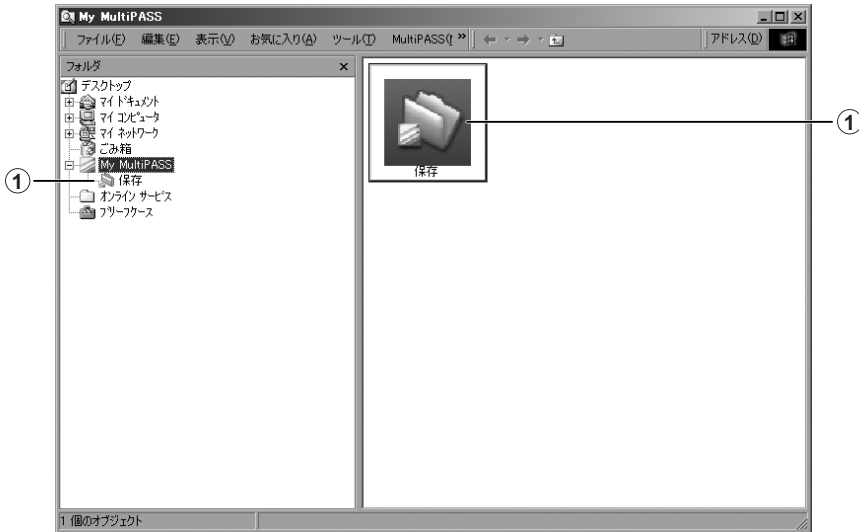 My MultiPASS
ファイル(F) 編集(E) 表示(V) お気に入り(A) ツール(T) MultiPASS( » アドレス(D)
フォルダ ×
デスクトップ
マイ ドキュメント
マイ コンピュータ
マイ ネットワーク
ごみ箱
My MultiPASS
① 保存
オンライン サービス
ブリーフケース
保存
①
1 個のオブジェクト